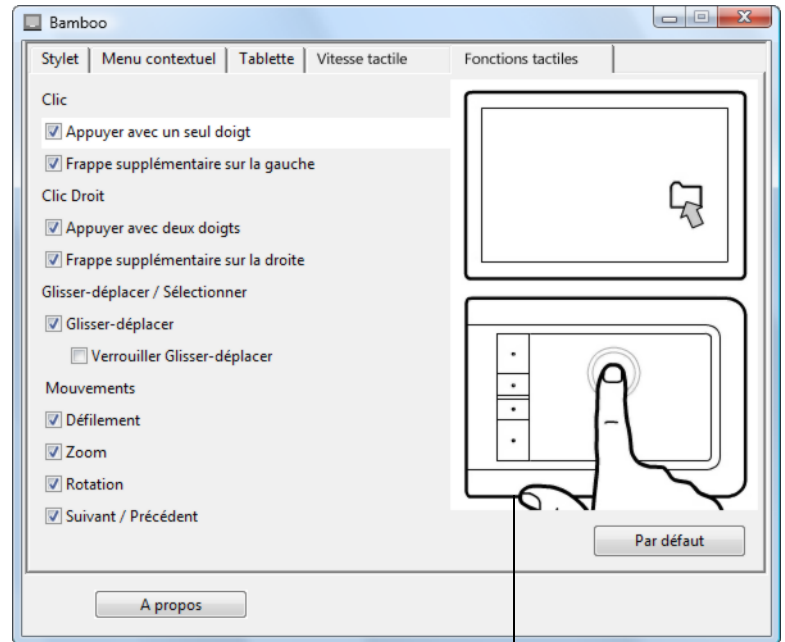 Bamboo
Stylet Menu contextuel Tablette Vitesse tactile Fonctions tactiles
Clic
Appuyer avec un seul doigt
Frappe supplémentaire sur la gauche
Clic Droit
Appuyer avec deux doigts
Frappe supplémentaire sur la droite
Glisser-déplacer / Sélectionner
Glisser-déplacer
Verrouiller Glisser-déplacer
Mouvements
Défilement
Zoom
Rotation
Suivant / Précédent
Par défaut
A propos